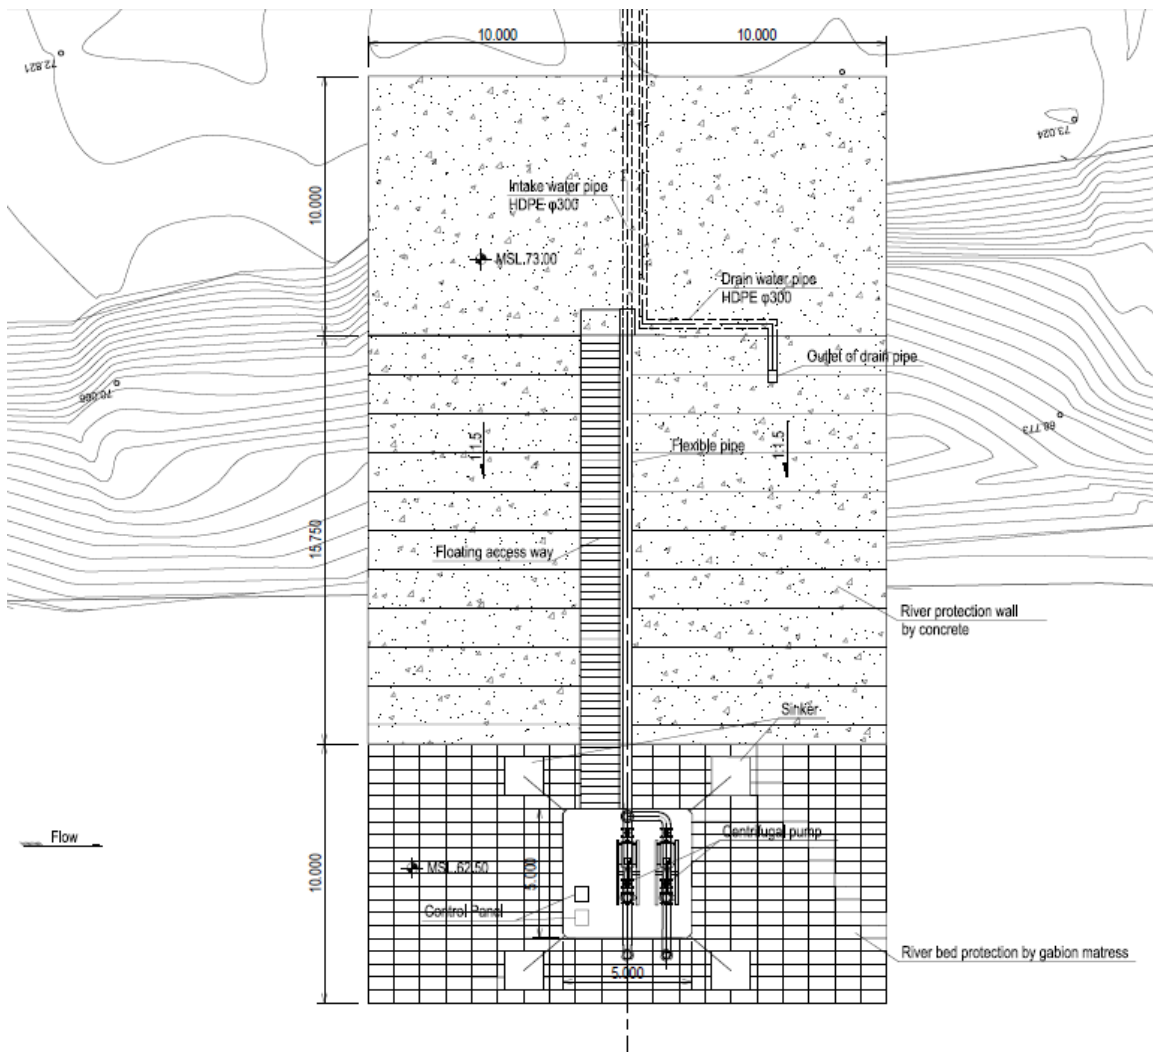 10.000
10.000
72.821
73.024
10.000
Intake water pipe
HDPE φ300
MSL.73.00
Drain water pipe
HDPE φ300
Outlet of drain pipe
70.066
68.773
1:1.5
1:1.5
Flexible pipe
15.750
Floating access way
River protection wall
by concrete
Sinker
Flow
Centrifugal pump
MSL.62.50
10.000
5.000
Control Panel
River bed protection by gabion matress
5.000